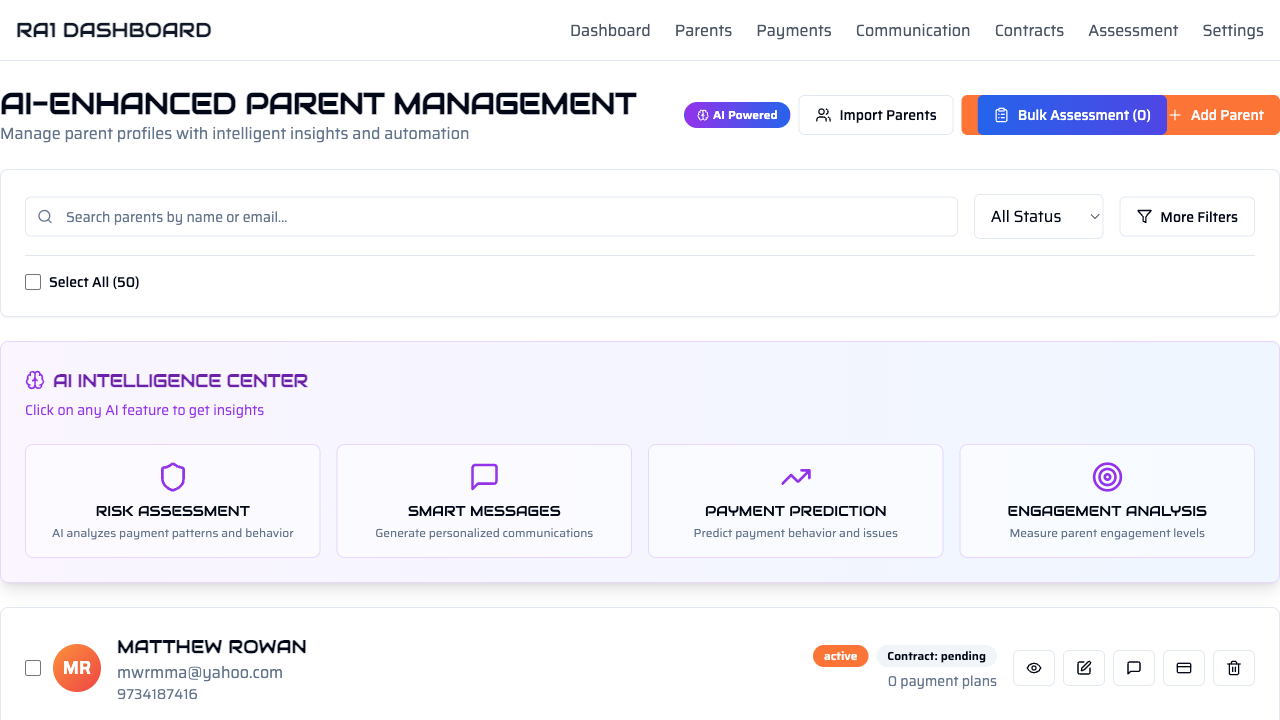 RA1 DASHBOARD
Dashboard Parents Payments Communication Contracts Assessment Settings
AI-ENHANCED PARENT MANAGEMENT
Manage parent profiles with intelligent insights and automation
AI Powered Import Parents Bulk Assessment (0) Add Parent
Search parents by name or email... All Status More Filters
Select All (50)
AI INTELLIGENCE CENTER
Click on any AI feature to get insights
RISK ASSESSMENT
AI analyzes payment patterns and behavior
SMART MESSAGES
Generate personalized communications
PAYMENT PREDICTION
Predict payment behavior and issues
ENGAGEMENT ANALYSIS
Measure parent engagement levels
MR
MATTHEW ROWAN
mwrmma@yahoo.com
9734187416
active Contract: pending
0 payment plans